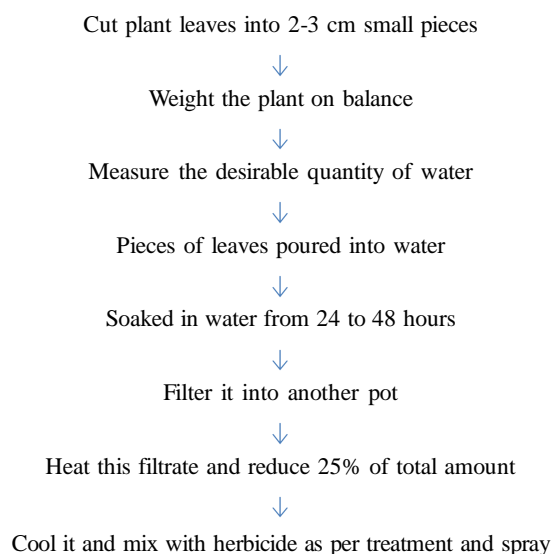 Cut plant leaves into 2-3 cm small pieces
↓
Weight the plant on balance
↓
Measure the desirable quantity of water
↓
Pieces of leaves poured into water
↓
Soaked in water from 24 to 48 hours
↓
Filter it into another pot
↓
Heat this filtrate and reduce 25% of total amount
↓
Cool it and mix with herbicide as per treatment and spray